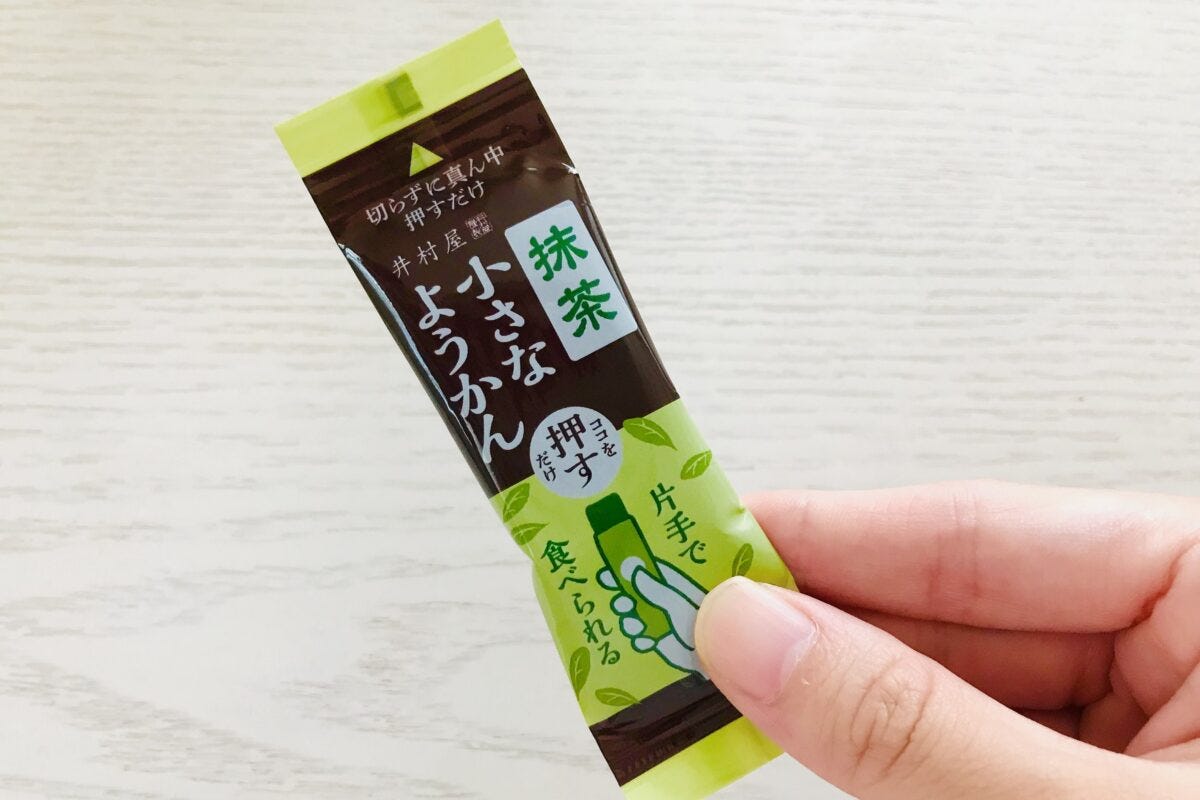 切らずに真ん中
押すだけ
井村屋
抹茶
小さな
ようかん
ココを
押す
だけ
片手で
食べられる